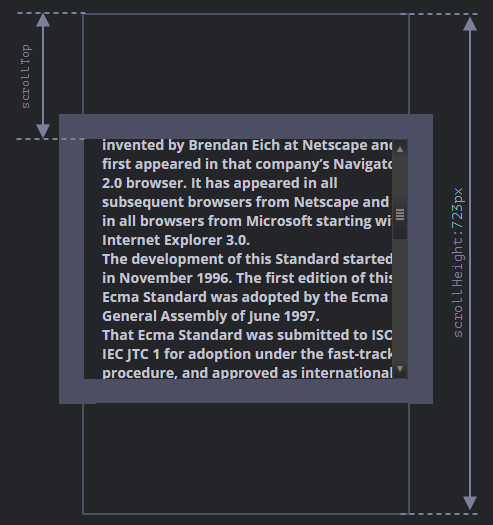 scrollTop
invented by Brendan Eich at Netscape and
first appeared in that company's Navigato
2.0 browser. It has appeared in all
subsequent browsers from Netscape and
in all browsers from Microsoft starting wi
Internet Explorer 3.0.
The development of this Standard started
in November 1996. The first edition of this
Ecma Standard was adopted by the Ecma
General Assembly of June 1997.
That Ecma Standard was submitted to ISO
IEC JTC 1 for adoption under the fast-track
procedure, and approved as international
scrollHeight:723px